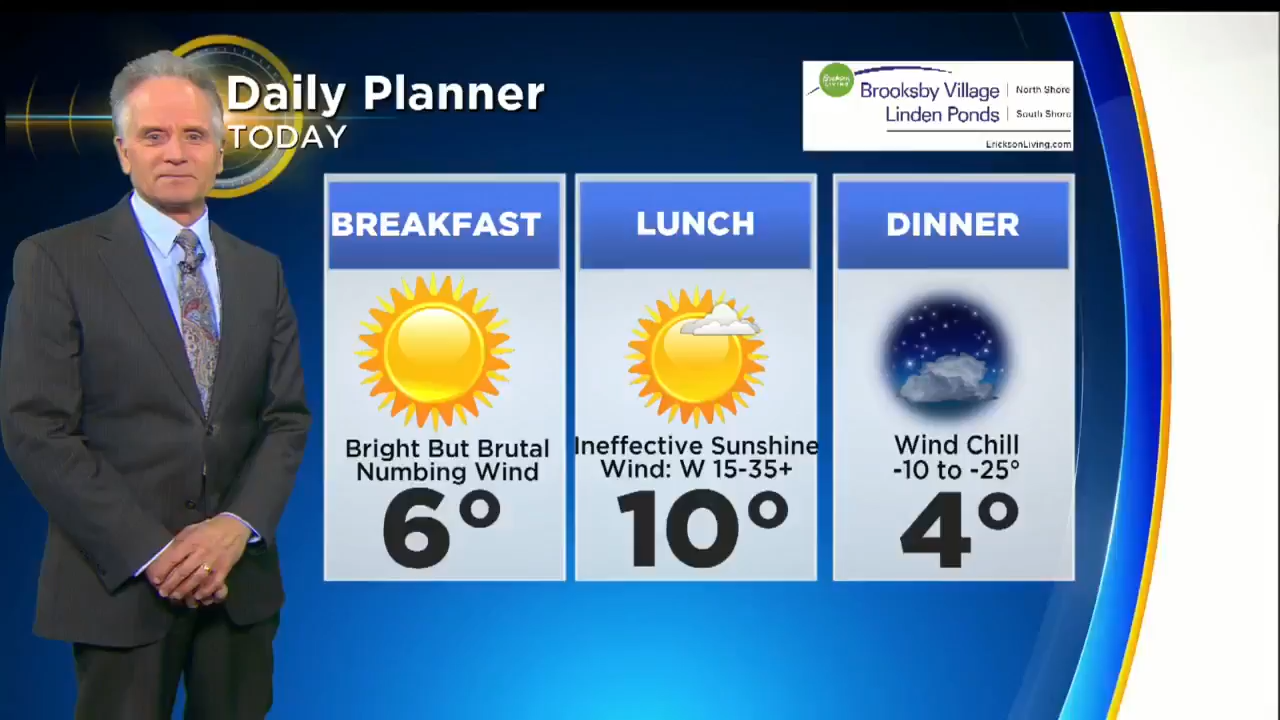 Daily Planner
TODAY
Brooksby Village | North Shore
Linden Ponds | South Shore
EricksonLiving.com
BREAKFAST
Bright But Brutal
Numbing Wind
6°
LUNCH
Ineffective Sunshine
Wind: W 15-35+
10°
DINNER
Wind Chill
-10 to -25°
4°